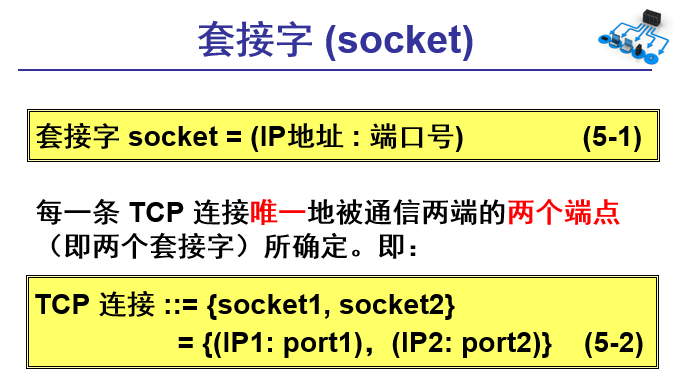 套接字 (socket)
套接字 socket = (IP地址 : 端口号) (5-1)
每一条 TCP 连接唯一地被通信两端的两个端点
（即两个套接字）所确定。即：
TCP 连接 ::= {socket1, socket2}
= {(IP1: port1)，(IP2: port2)} (5-2)